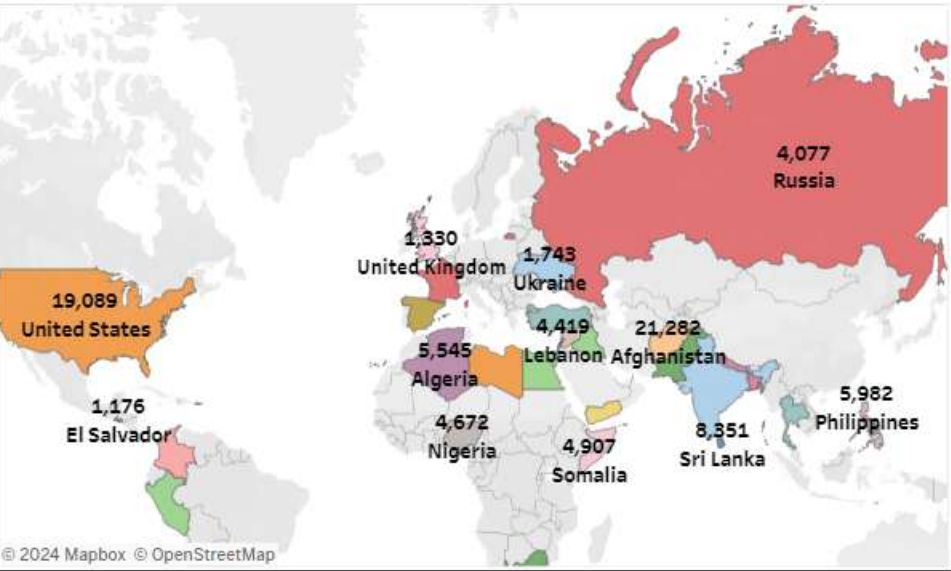 4,077
Russia
1,330
United Kingdom
1,743
Ukraine
19,089
United States
4,419
Lebanon
21,282
Afghanistan
5,545
Algeria
1,176
El Salvador
4,672
Nigeria
4,907
Somalia
8,351
Sri Lanka
5,982
Philippines
© 2024 Mapbox © OpenStreetMap